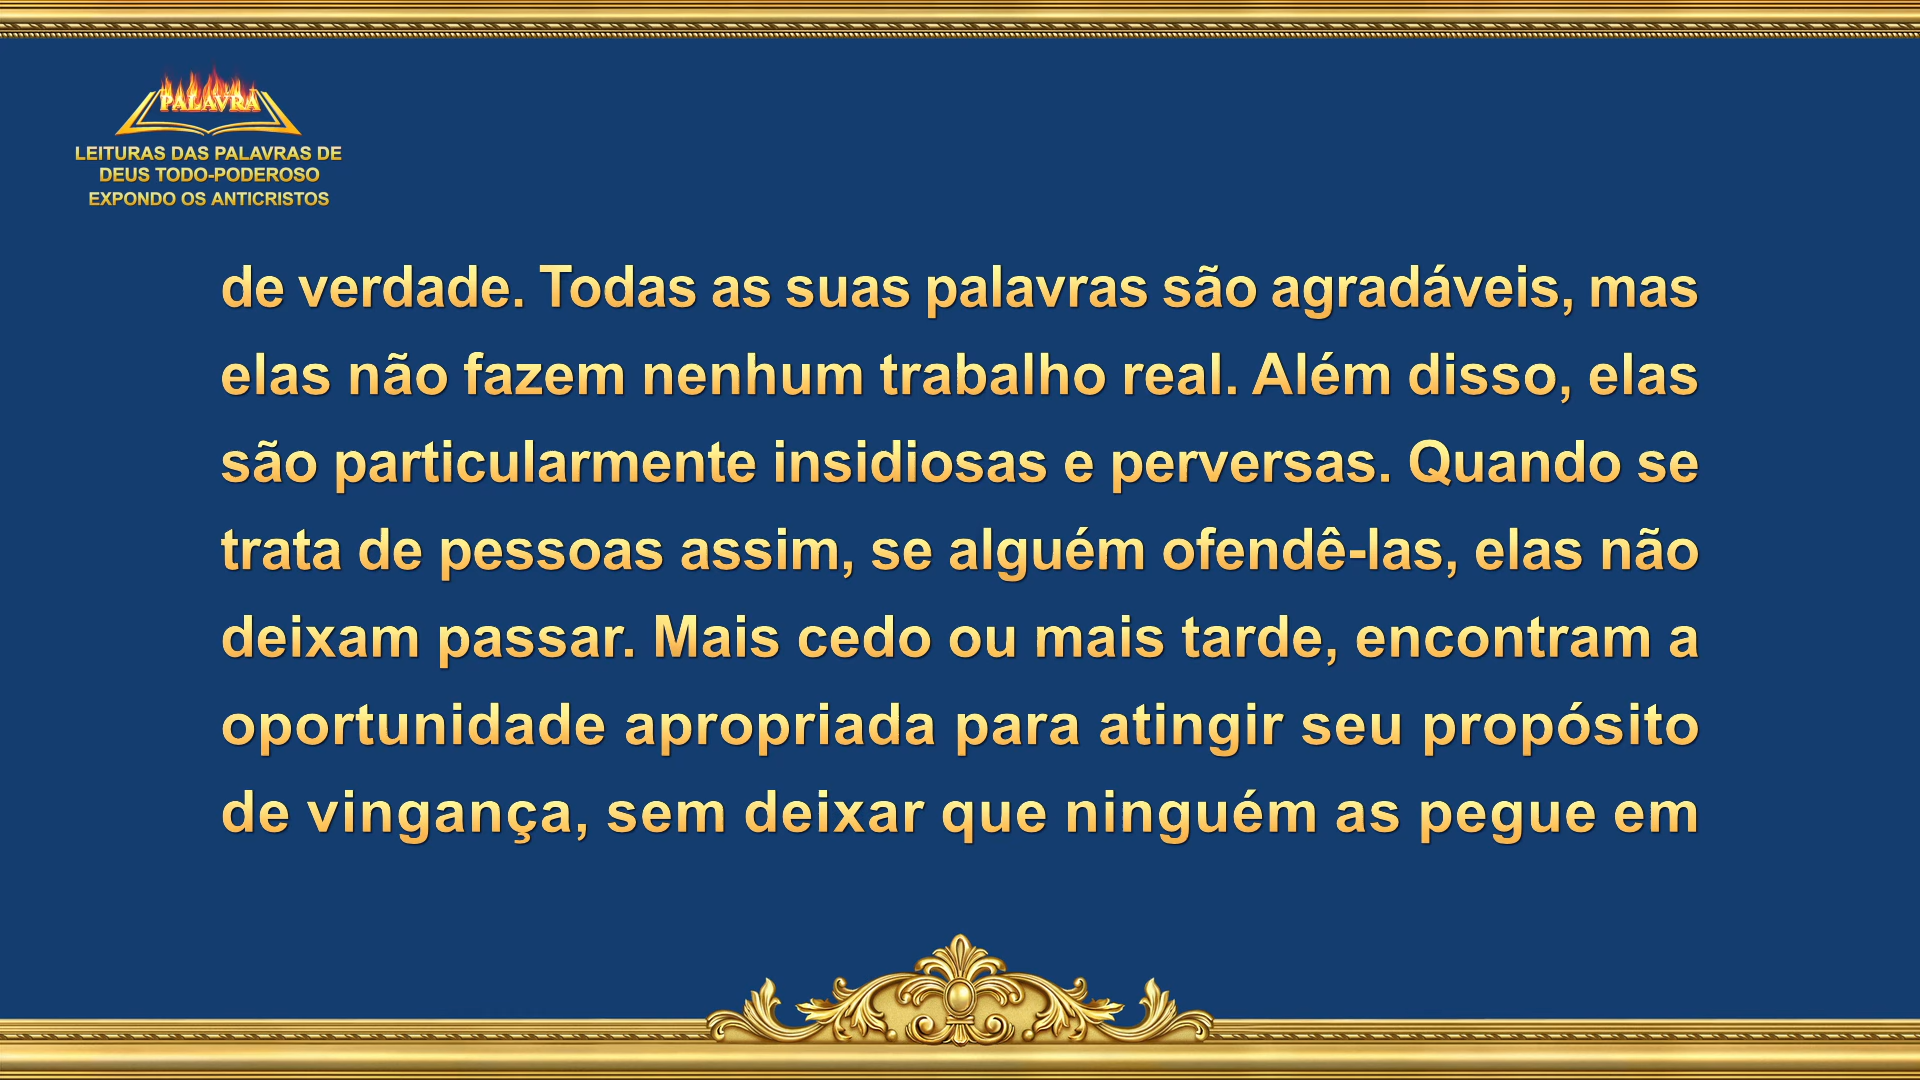 PALAVRA
LEITURAS DAS PALAVRAS DE
DEUS TODO-PODEROSO
EXPONDO OS ANTICRISTOS
de verdade. Todas as suas palavras são agradáveis, mas
elas não fazem nenhum trabalho real. Além disso, elas
são particularmente insidiosas e perversas. Quando se
trata de pessoas assim, se alguém ofendê-las, elas não
deixam passar. Mais cedo ou mais tarde, encontram a
oportunidade apropriada para atingir seu propósito
de vingança, sem deixar que ninguém as pegue em